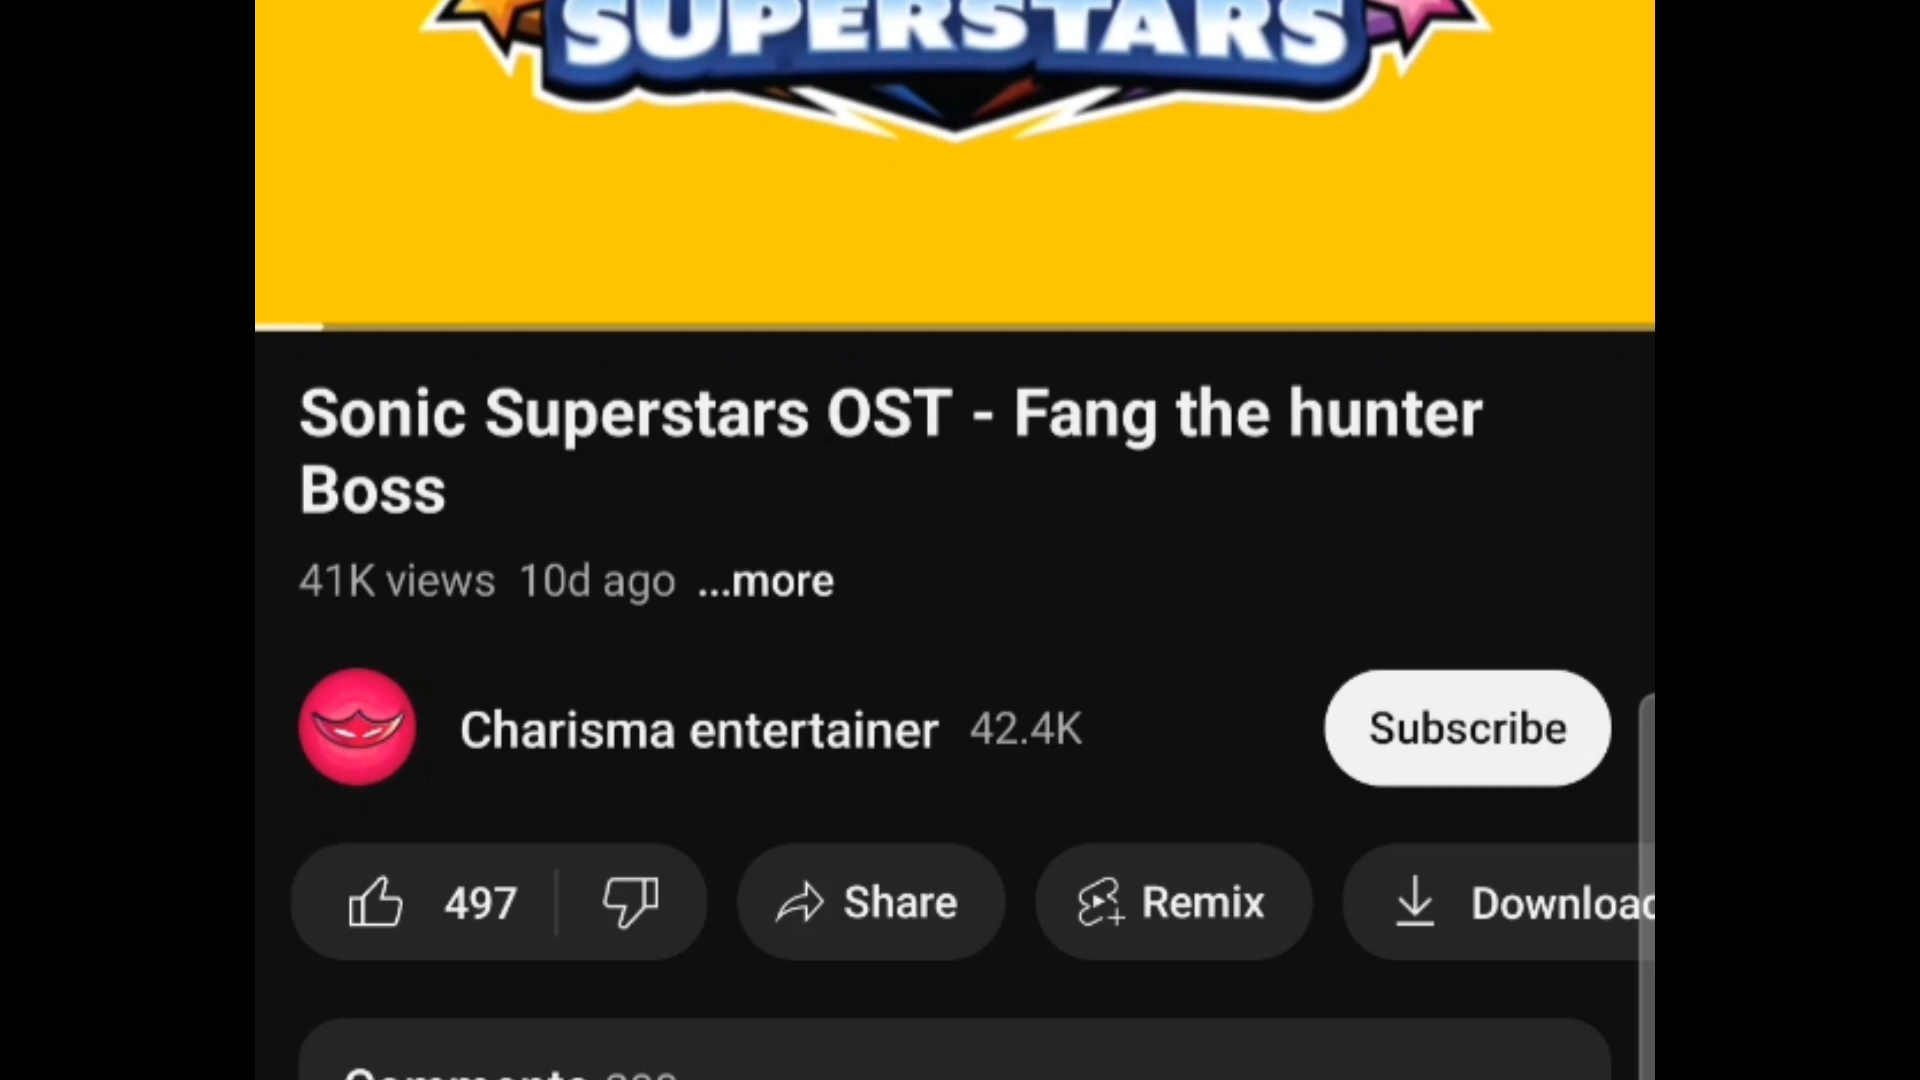 SUPERSTARS
Sonic Superstars OST - Fang the hunter
Boss
41K views 10d ago ...more
Charisma entertainer 42.4K
Subscribe
497
Share
Remix
Download
Comments